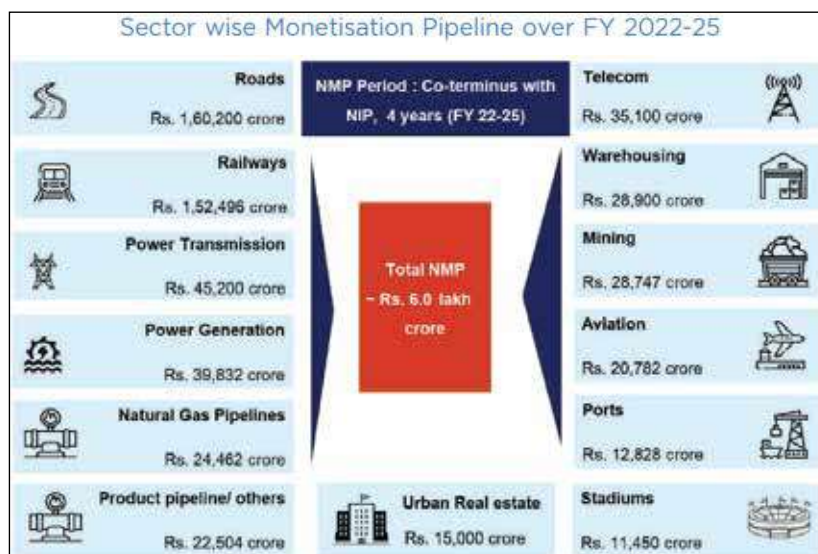 Sector wise Monetisation Pipeline over FY 2022-25
Roads
Rs. 1,60,200 crore
Railways
Rs. 1,52,496 crore
Power Transmission
Rs. 45,200 crore
Power Generation
Rs. 39,832 crore
Natural Gas Pipelines
Rs. 24,462 crore
Product pipeline/ others
Rs. 22,504 crore
NMP Period : Co-terminus with
NIP, 4 years (FY 22-25)
Total NMP
~ Rs. 6.0 lakh
crore
Urban Real estate
Rs. 15,000 crore
Telecom
Rs. 35,100 crore
Warehousing
Rs. 28,900 crore
Mining
Rs. 28,747 crore
Aviation
Rs. 20,782 crore
Ports
Rs. 12,828 crore
Stadiums
Rs. 11,450 crore